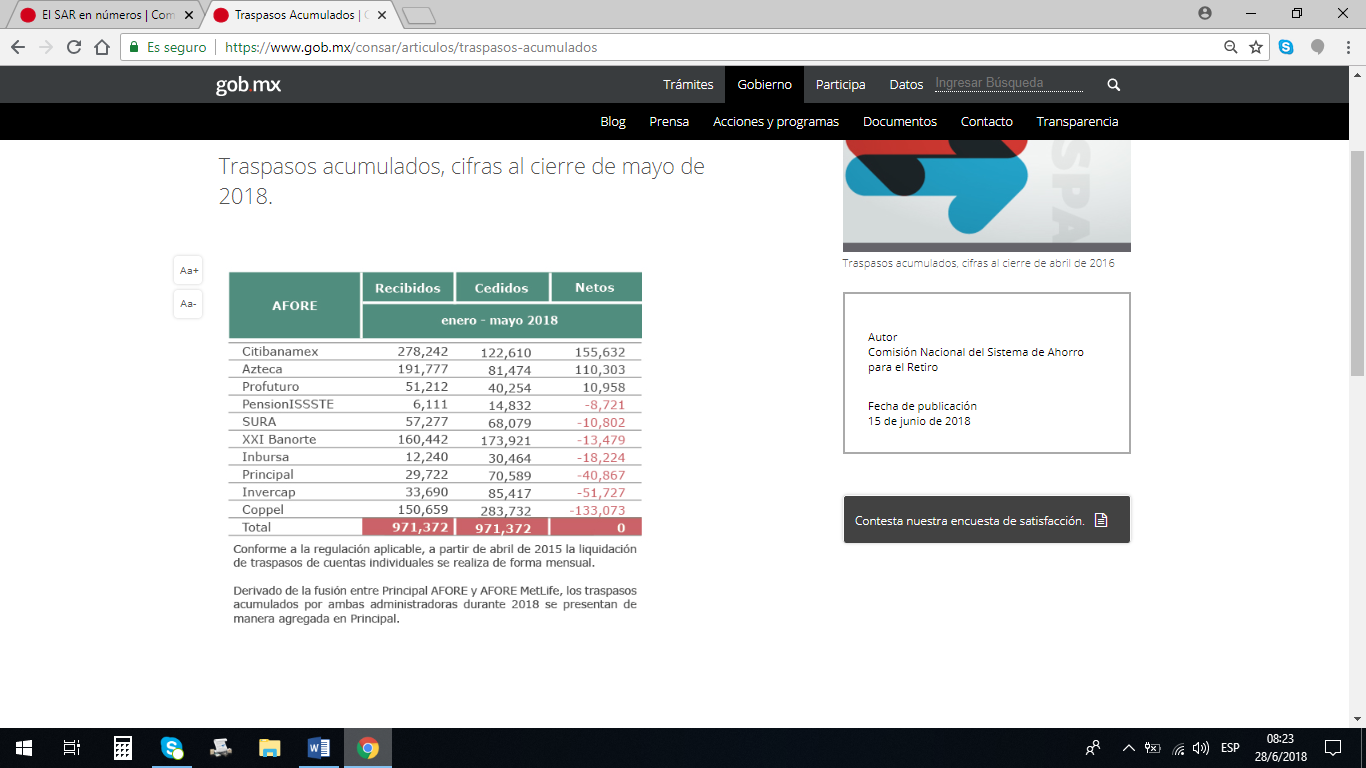 El SAR en números | Com
Traspasos Acumulados | C
Es seguro
https://www.gob.mx/consar/articulos/traspasos-acumulados
gob.mx
Trámites Gobierno Participa Datos Ingresar Búsqueda
Blog Prensa Acciones y programas Documentos Contacto Transparencia
Traspasos acumulados, cifras al cierre de mayo de
2018.
Aa+
Aa-
AFORE Recibidos Cedidos Netos
enero - mayo 2018
Citibanamex 278,242 122,610 155,632
Azteca 191,777 81,474 110,303
Profuturo 51,212 40,254 10,958
PensionISSSTE 6,111 14,832 -8,721
SURA 57,277 68,079 -10,802
XXI Banorte 160,442 173,921 -13,479
Inbursa 12,240 30,464 -18,224
Principal 29,722 70,589 -40,867
Invercap 33,690 85,417 -51,727
Coppel 150,659 283,732 -133,073
Total 971,372 971,372 0
Conforme a la regulación aplicable, a partir de abril de 2015 la liquidación
de traspasos de cuentas individuales se realiza de forma mensual.
Derivado de la fusión entre Principal AFORE y AFORE MetLife, los traspasos
acumulados por ambas administradoras durante 2018 se presentan de
manera agregada en Principal.
SPA
Traspasos acumulados, cifras al cierre de abril de 2016
Autor
Comisión Nacional del Sistema de Ahorro
para el Retiro
Fecha de publicación
15 de junio de 2018
Contesta nuestra encuesta de satisfacción.
ESP
08:23
28/6/2018